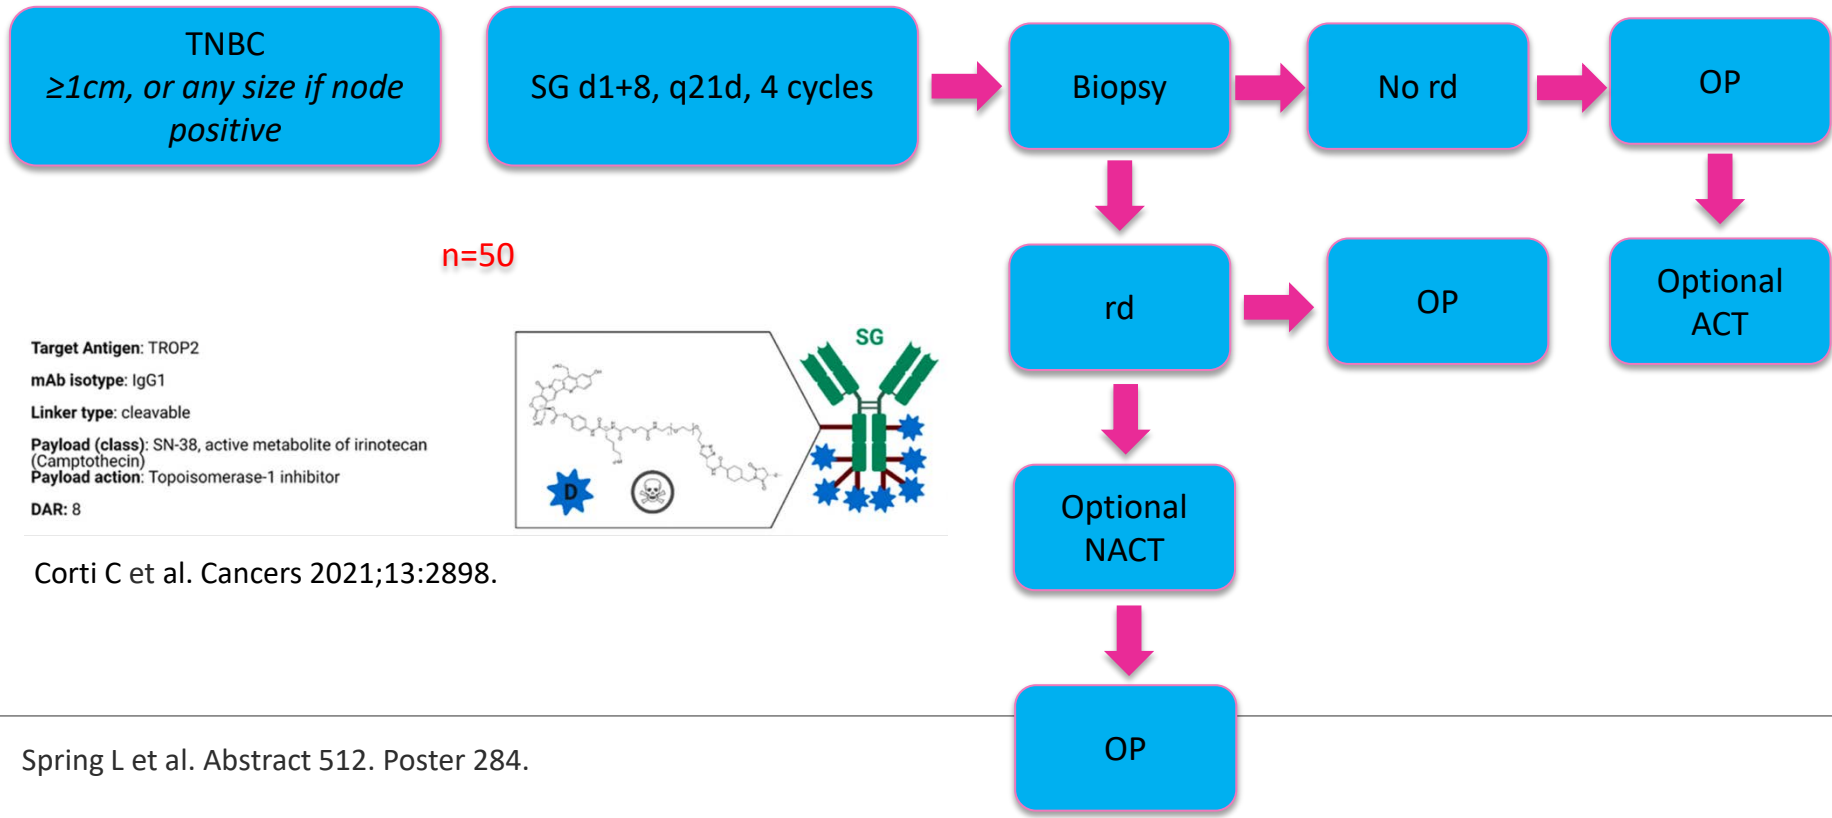 TNBC
≥1cm, or any size if node
positive
SG d1+8, q21d, 4 cycles
Biopsy
No rd
OP
n=50
rd
OP
Optional
ACT
Target Antigen: TROP2
mAb isotype: IgG1
Linker type: cleavable
Payload (class): SN-38, active metabolite of irinotecan
(Camptothecin)
Payload action: Topoisomerase-1 inhibitor
DAR: 8
D
SG
Optional
NACT
Corti C et al. Cancers 2021;13:2898.
OP
Spring L et al. Abstract 512. Poster 284.